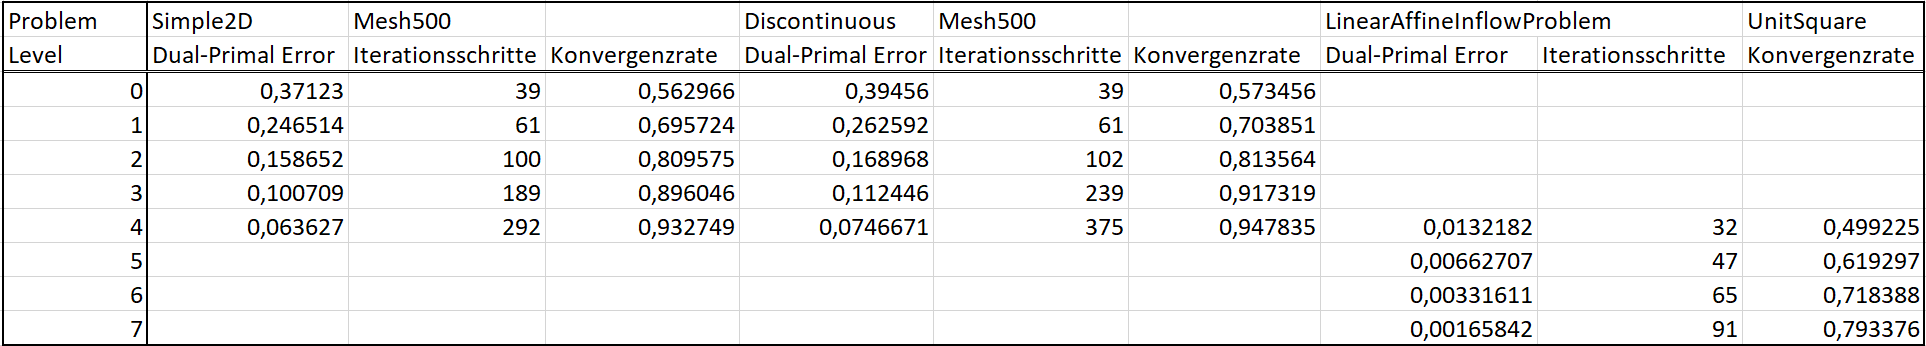 Problem Simple2D Mesh500 Discontinuous Mesh500 LinearAffineInflowProblem UnitSquare
Level Dual-Primal Error Iterationsschritte Konvergenzrate Dual-Primal Error Iterationsschritte Konvergenzrate Dual-Primal Error Iterationsschritte Konvergenzrate
0 0,37123 39 0,562966 0,39456 39 0,573456
1 0,246514 61 0,695724 0,262592 61 0,703851
2 0,158652 100 0,809575 0,168968 102 0,813564
3 0,100709 189 0,896046 0,112446 239 0,917319
4 0,063627 292 0,932749 0,0746671 375 0,947835 0,0132182 32 0,499225
5 0,00662707 47 0,619297
6 0,00331611 65 0,718388
7 0,00165842 91 0,793376